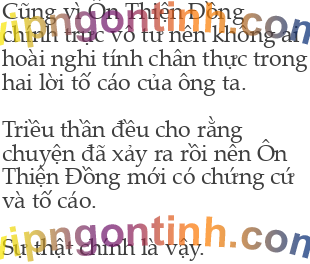 Cũng vì Ôn Thiện Đồng
chính trực vô tư nên không ai
hoài nghi tính chân thực trong
hai lời tố cáo của ông ta.
Triều thần đều cho rằng
chuyện đã xảy ra rồi nên Ôn
Thiện Đồng mới có chứng cứ
và tố cáo.
Sự thật chính là vậy.
vipngontinh.com
vipngontinh.com